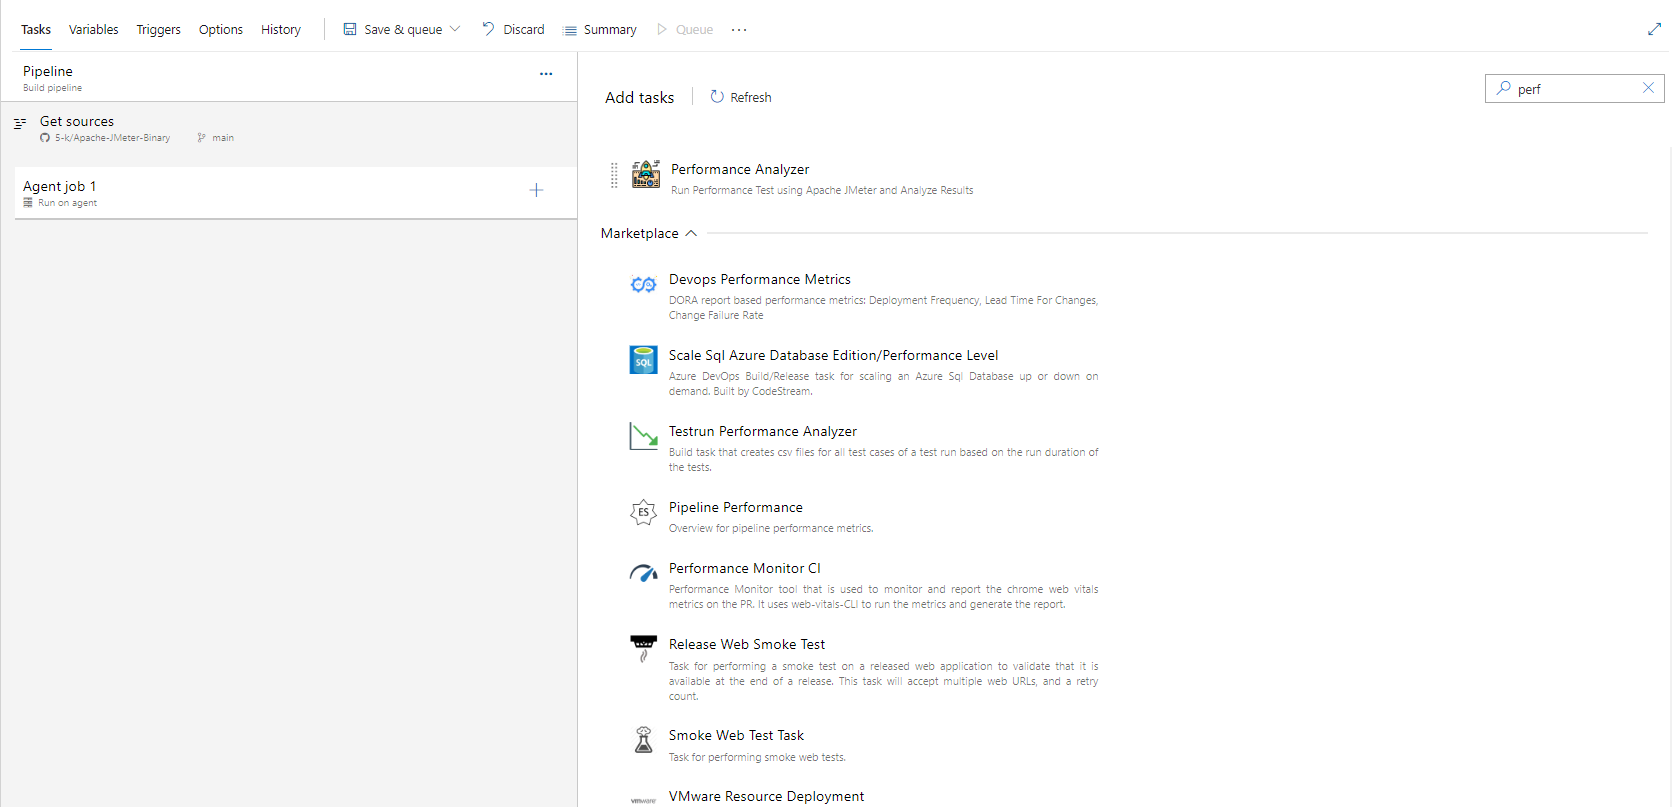 Tasks Variables Triggers Options History Save & queue Discard Summary Queue ...
Pipeline ...
Build pipeline
Get sources
5-k/Apache-JMeter-Binary main
Agent job 1
Run on agent
Add tasks Refresh perf
Performance Analyzer
Run Performance Test using Apache JMeter and Analyze Results
Marketplace
Devops Performance Metrics
DORA report based performance metrics: Deployment Frequency, Lead Time For Changes,
Change Failure Rate
SQL
Scale Sql Azure Database Edition/Performance Level
Azure DevOps Build/Release task for scaling an Azure Sql Database up or down on
demand. Built by CodeStream.
Testrun Performance Analyzer
Build task that creates csv files for all test cases of a test run based on the run duration of
the tests.
ES
Pipeline Performance
Overview for pipeline performance metrics.
Performance Monitor CI
Performance Monitor tool that is used to monitor and report the chrome web vitals
metrics on the PR. It uses web-vitals-CLI to run the metrics and generate the report.
Release Web Smoke Test
Task for performing a smoke test on a released web application to validate that it is
available at the end of a release. This task will accept multiple web URLs, and a retry
count.
Smoke Web Test Task
Task for performing smoke web tests.
vmware
VMware Resource Deployment